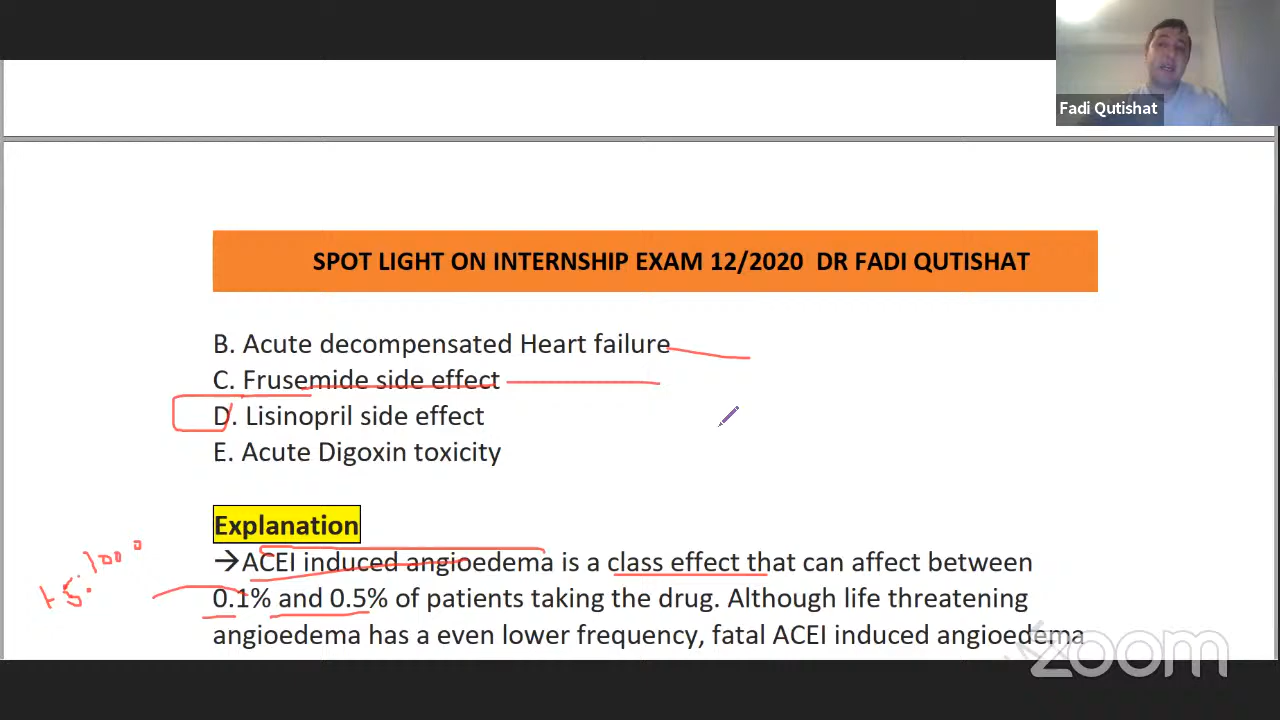 Fadi Qutishat
SPOT LIGHT ON INTERNSHIP EXAM 12/2020 DR FADI QUTISHAT
B. Acute decompensated Heart failure
C. Frusemide side effect
D. Lisinopril side effect
E. Acute Digoxin toxicity
Explanation
→ACEI induced angioedema is a class effect that can affect between
0.1% and 0.5% of patients taking the drug. Although life threatening
angioedema has a even lower frequency, fatal ACEI induced angioedema
zoom